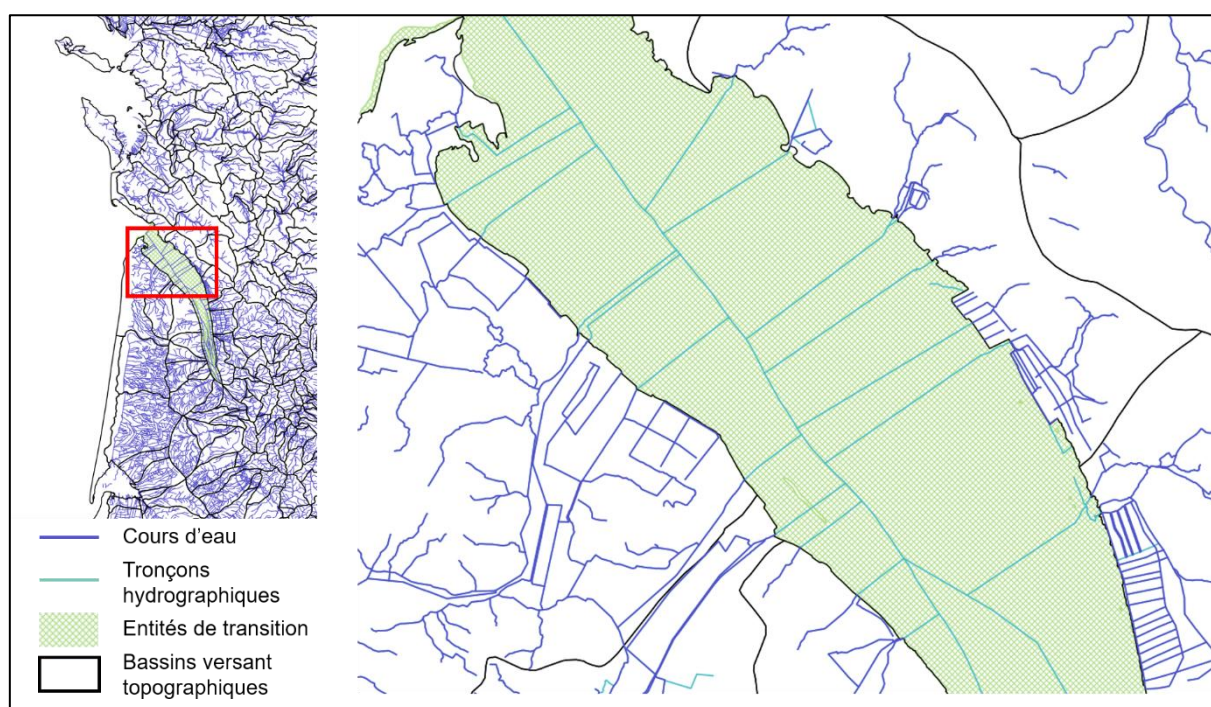 Cours d'eau
Tronçons
hydrographiques
Entités de transition
Bassins versant
topographiques